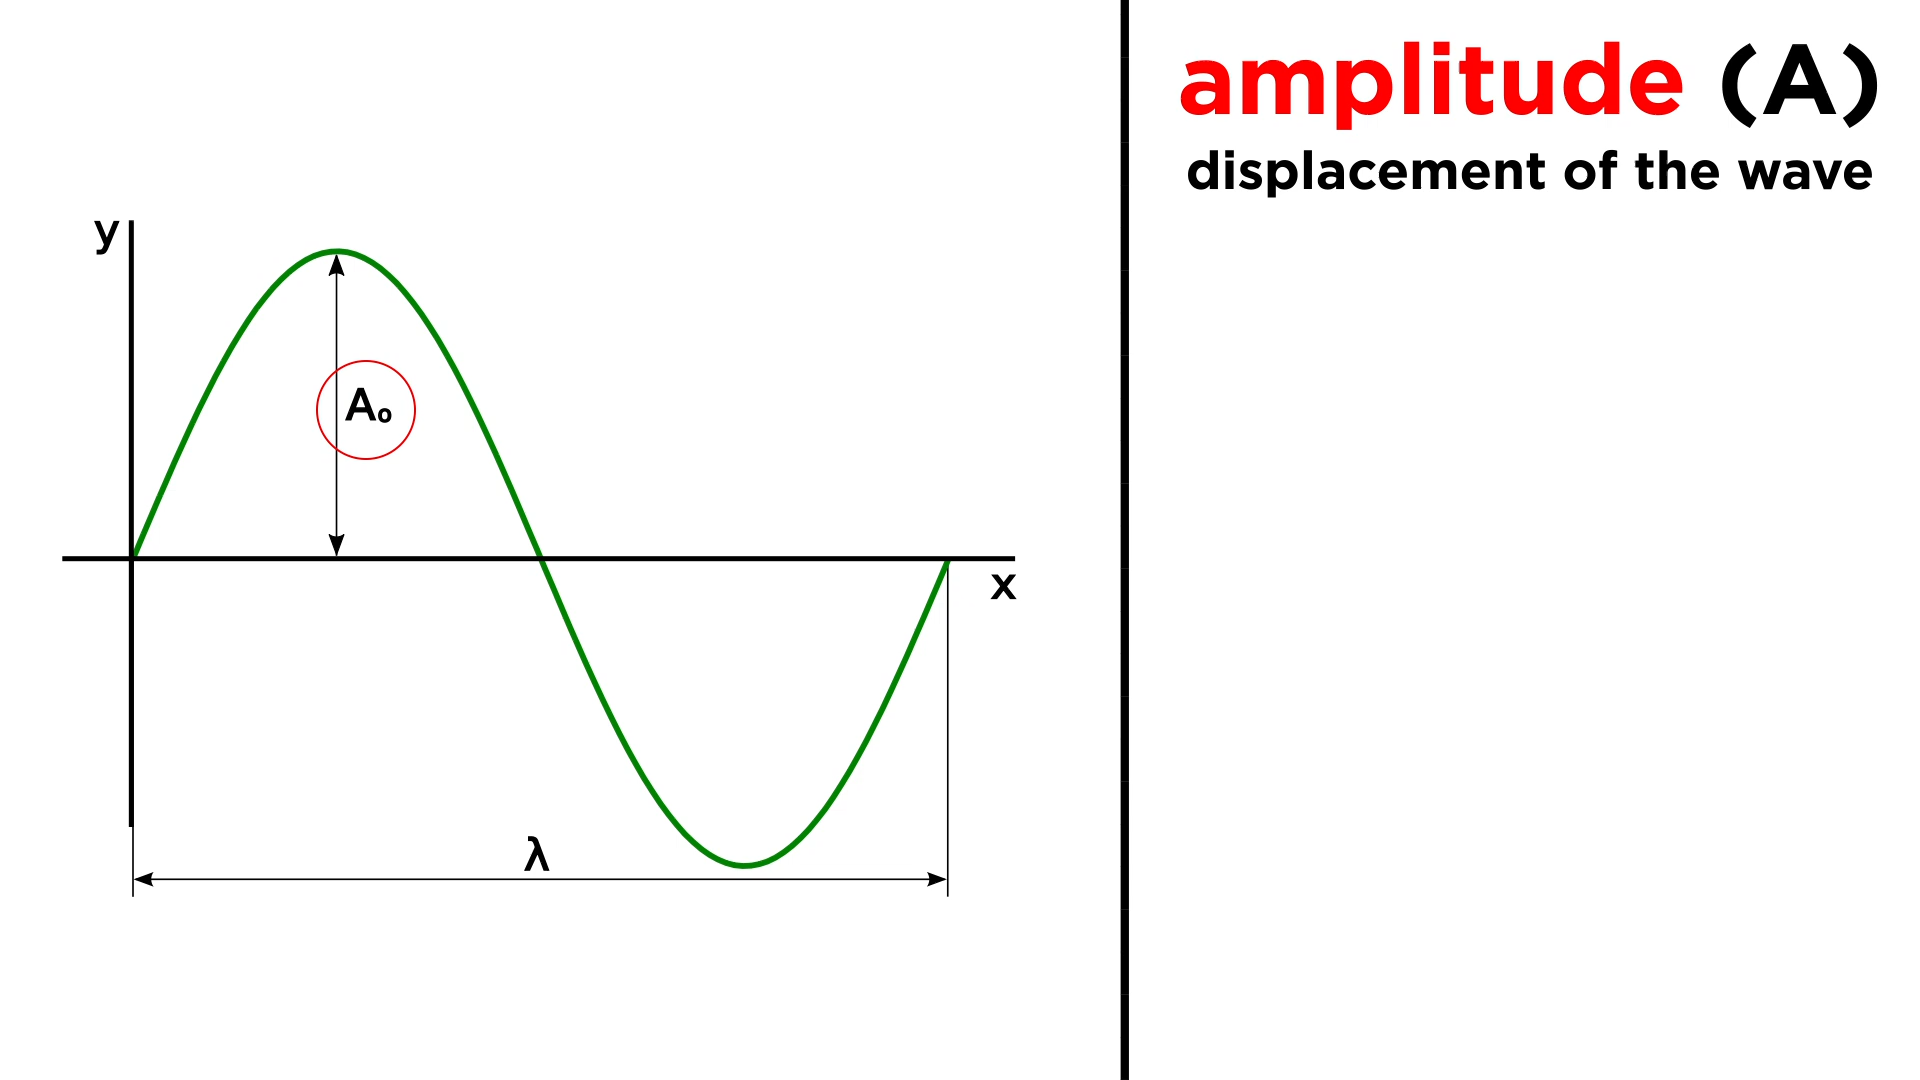 amplitude (A)
displacement of the wave
y
A₀
x
λ